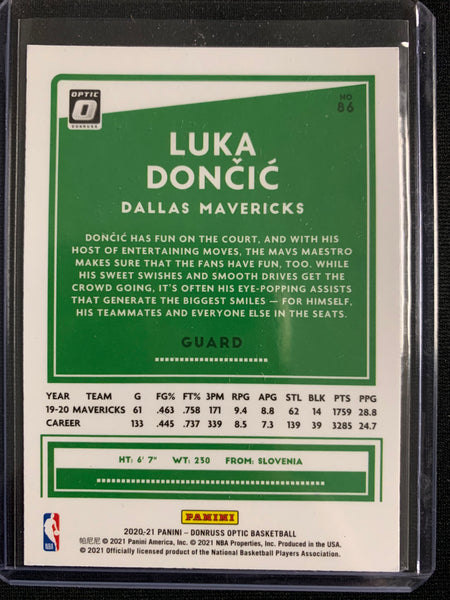 OPTIC
DONRUSS
NO
86
LUKA
DONČIĆ
DALLAS MAVERICKS
DONČIĆ HAS FUN ON THE COURT, AND WITH HIS
HOST OF ENTERTAINING MOVES, THE MAVS MAESTRO
MAKES SURE THAT THE FANS HAVE FUN, TOO. WHILE
HIS SWEET SWISHES AND SMOOTH DRIVES GET THE
CROWD GOING, IT'S OFTEN HIS EYE-POPPING ASSISTS
THAT GENERATE THE BIGGEST SMILES — FOR HIMSELF,
HIS TEAMMATES AND EVERYONE ELSE IN THE SEATS.
GUARD
YEAR TEAM G FG% FT% 3PM RPG APG STL BLK PTS PPG
19-20 MAVERICKS 61 .463 .758 171 9.4 8.8 62 14 1759 28.8
CAREER 133 .445 .737 339 8.5 7.3 139 39 3285 24.7
HT: 6' 7" WT: 230 FROM: SLOVENIA
PANINI
2020-21 PANINI - DONRUSS OPTIC BASKETBALL
帕尼尼 © 2021 Panini America, Inc. © 2021 NBA Properties, Inc. Produced in the USA.
© 2021 Officially licensed product of the National Basketball Players Association.
NBA